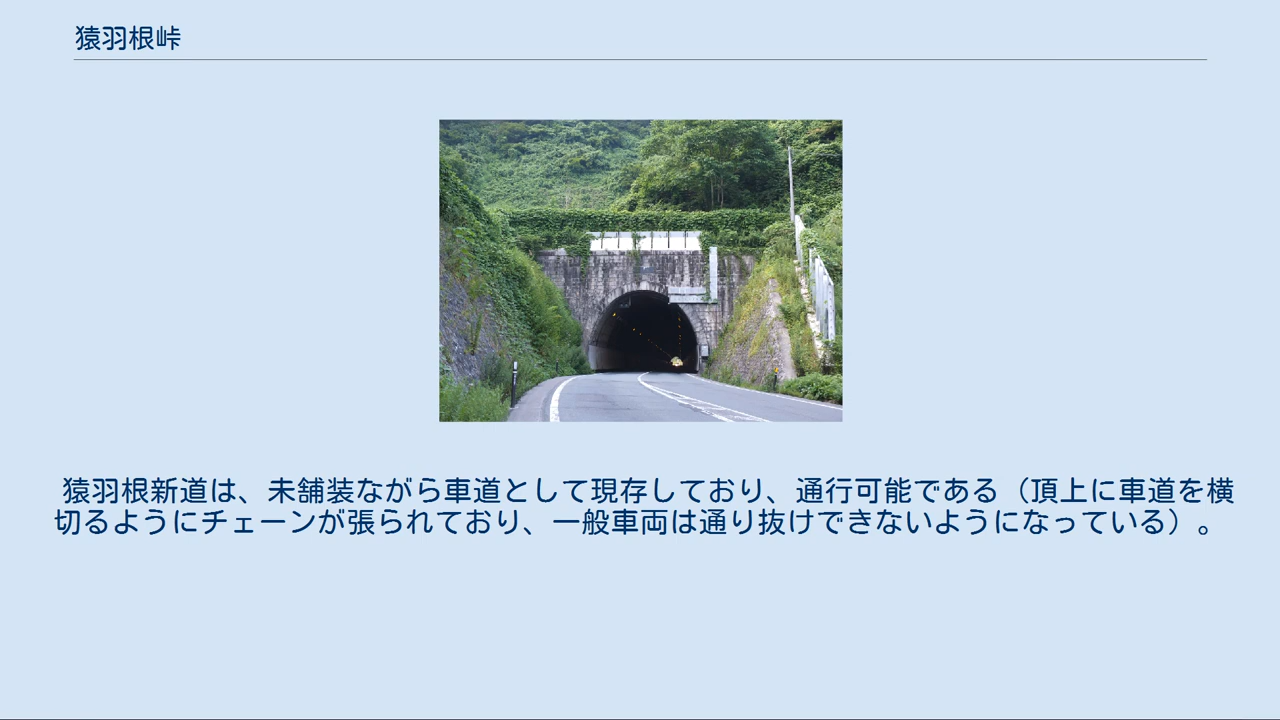 猿羽根峠
猿羽根新道は、未舗装ながら車道として現存しており、通行可能である（頂上に車道を横
切るようにチェーンが張られており、一般車両は通り抜けできないようになっている）。